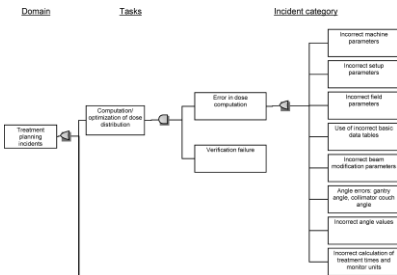 Domain
Tasks
Incident category
Incorrect machine
parameters
Incorrect setup
parameters
Error in dose
computation
Incorrect field
parameters
Computation/
optimization of dose
distribution
Treatment
planning
incidents
Use of incorrect basic
data tables
Verification failure
Incorrect beam
modification parameters
Angle errors: gantry
angle, collimator couch
angle
Incorrect angle values
Incorrect calculation of
treatment times and
monitor units